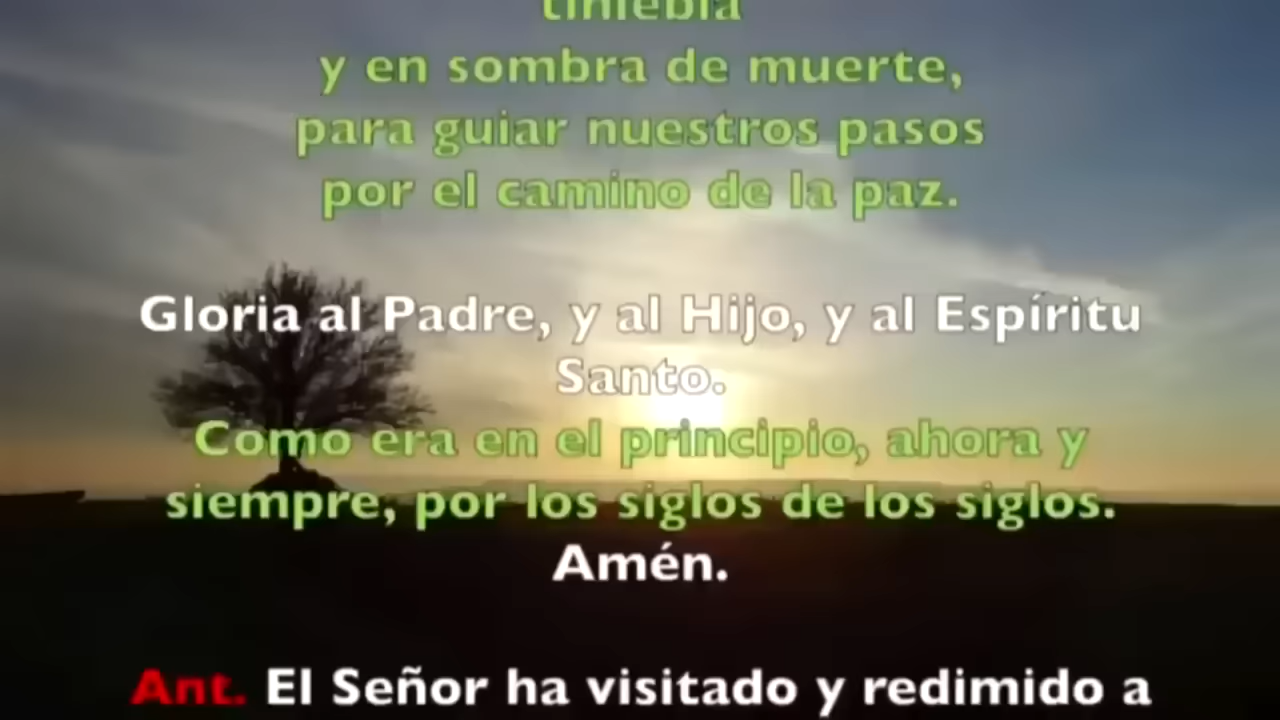 tiniebla
y en sombra de muerte,
para guiar nuestros pasos
por el camino de la paz.
Gloria al Padre, y al Hijo, y al Espíritu
Santo.
Como era en el principio, ahora y
siempre, por los siglos de los siglos.
Amén.
Ant. El Señor ha visitado y redimido a